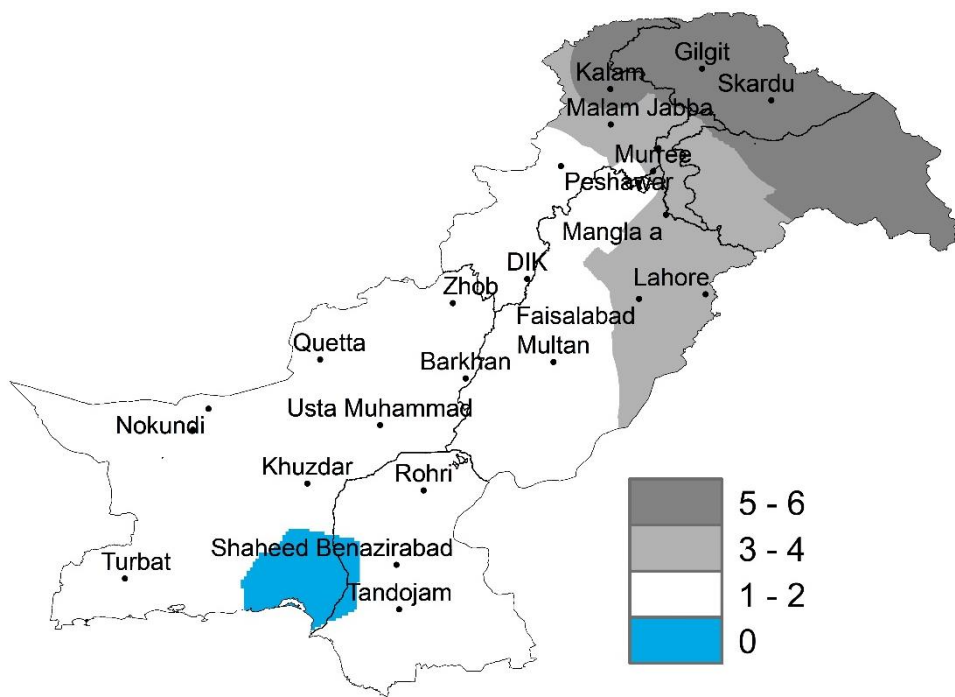 Gilgit
Kalam
Skardu
Malam Jabba
Murree
Peshawar
Mangla a
DIK
Zhob
Lahore
Faisalabad
Quetta
Multan
Barkhan
Usta Muhammad
Nokundi
Khuzdar
Rohri
Shaheed Benazirabad
Turbat
Tandojam
5 - 6
3 - 4
1 - 2
0